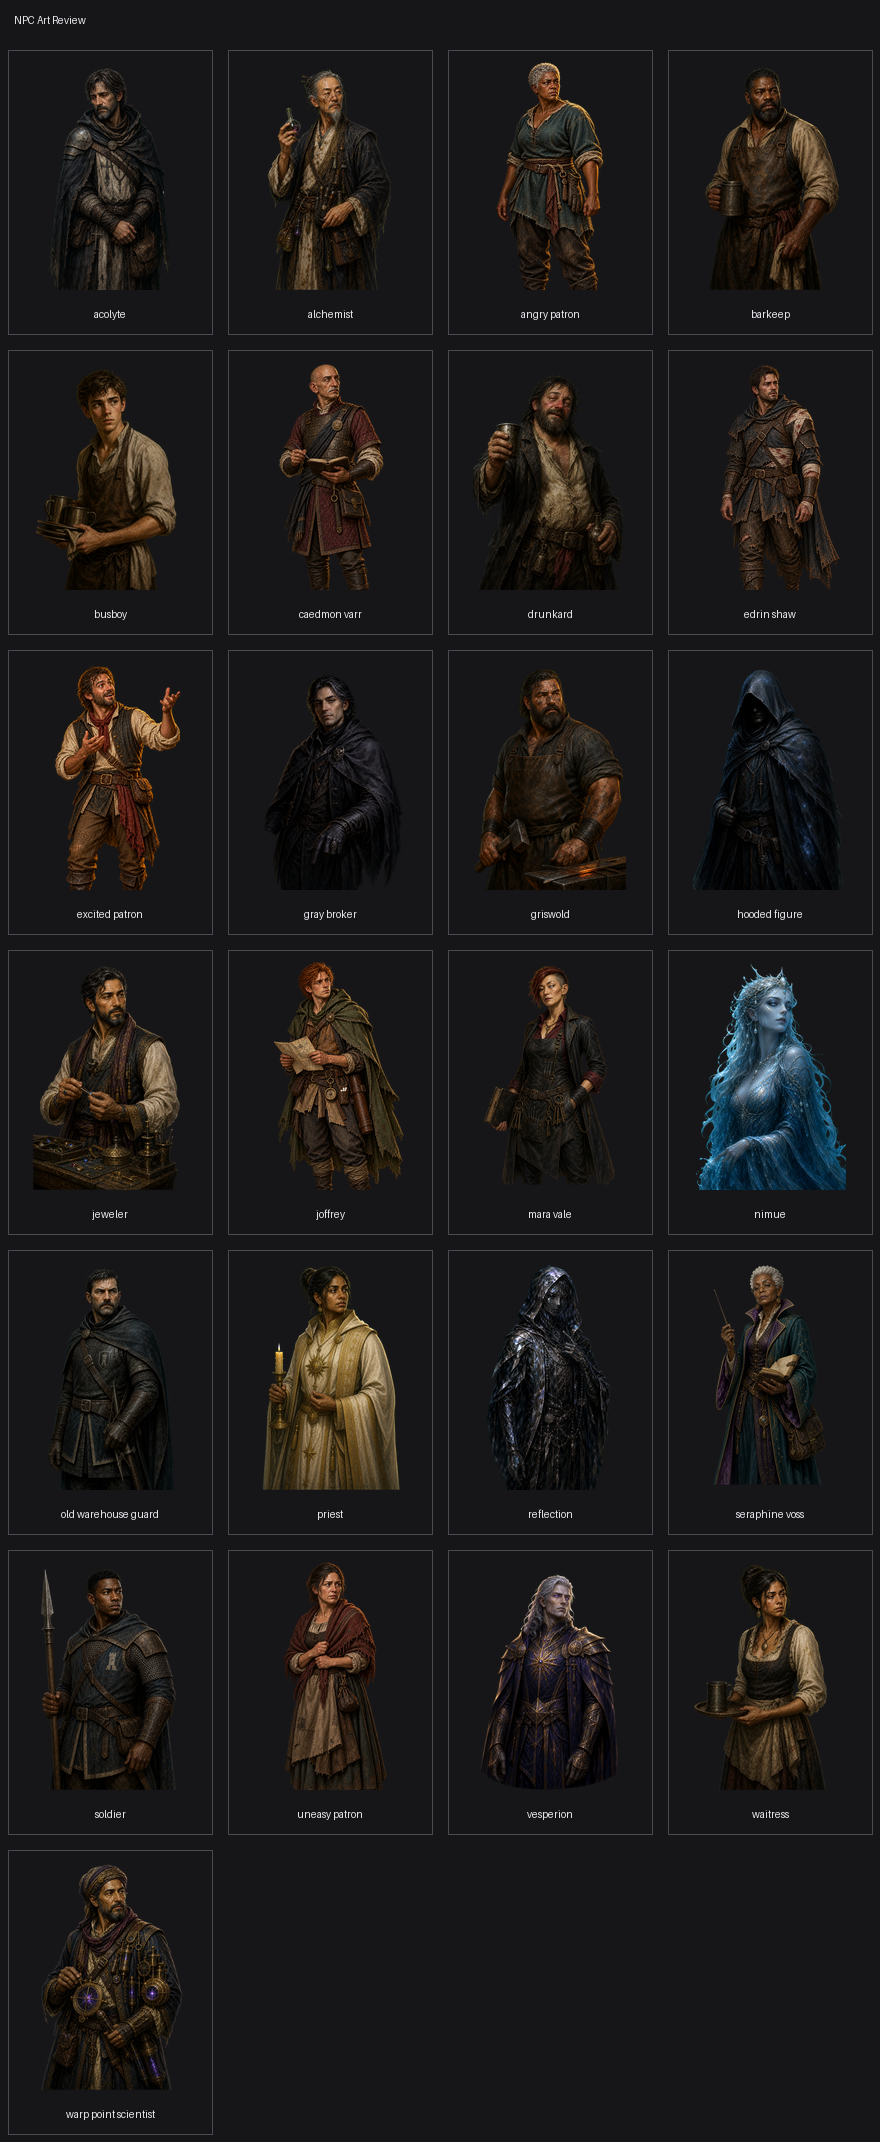 NPC Art Review
acolyte
alchemist
angry patron
barkeep
busboy
caedmon varr
drunkard
edrin shaw
excited patron
gray broker
griswold
hooded figure
jeweler
joffrey
mara vale
nimue
old warehouse guard
priest
reflection
seraphine voss
soldier
uneasy patron
vesperion
waitress
warp point scientist